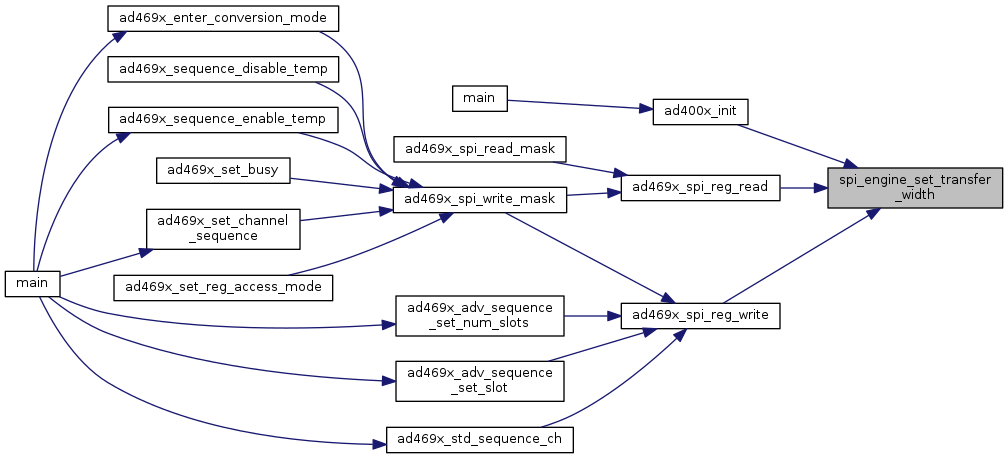 ad469x_enter_conversion_mode
ad469x_sequence_disable_temp
main
ad400x_init
ad469x_sequence_enable_temp
ad469x_spi_read_mask
ad469x_set_busy
ad469x_spi_reg_read
spi_engine_set_transfer
_width
ad469x_spi_write_mask
ad469x_set_channel
_sequence
main
ad469x_set_reg_access_mode
ad469x_adv_sequence
_set_num_slots
ad469x_spi_reg_write
ad469x_adv_sequence
_set_slot
ad469x_std_sequence_ch